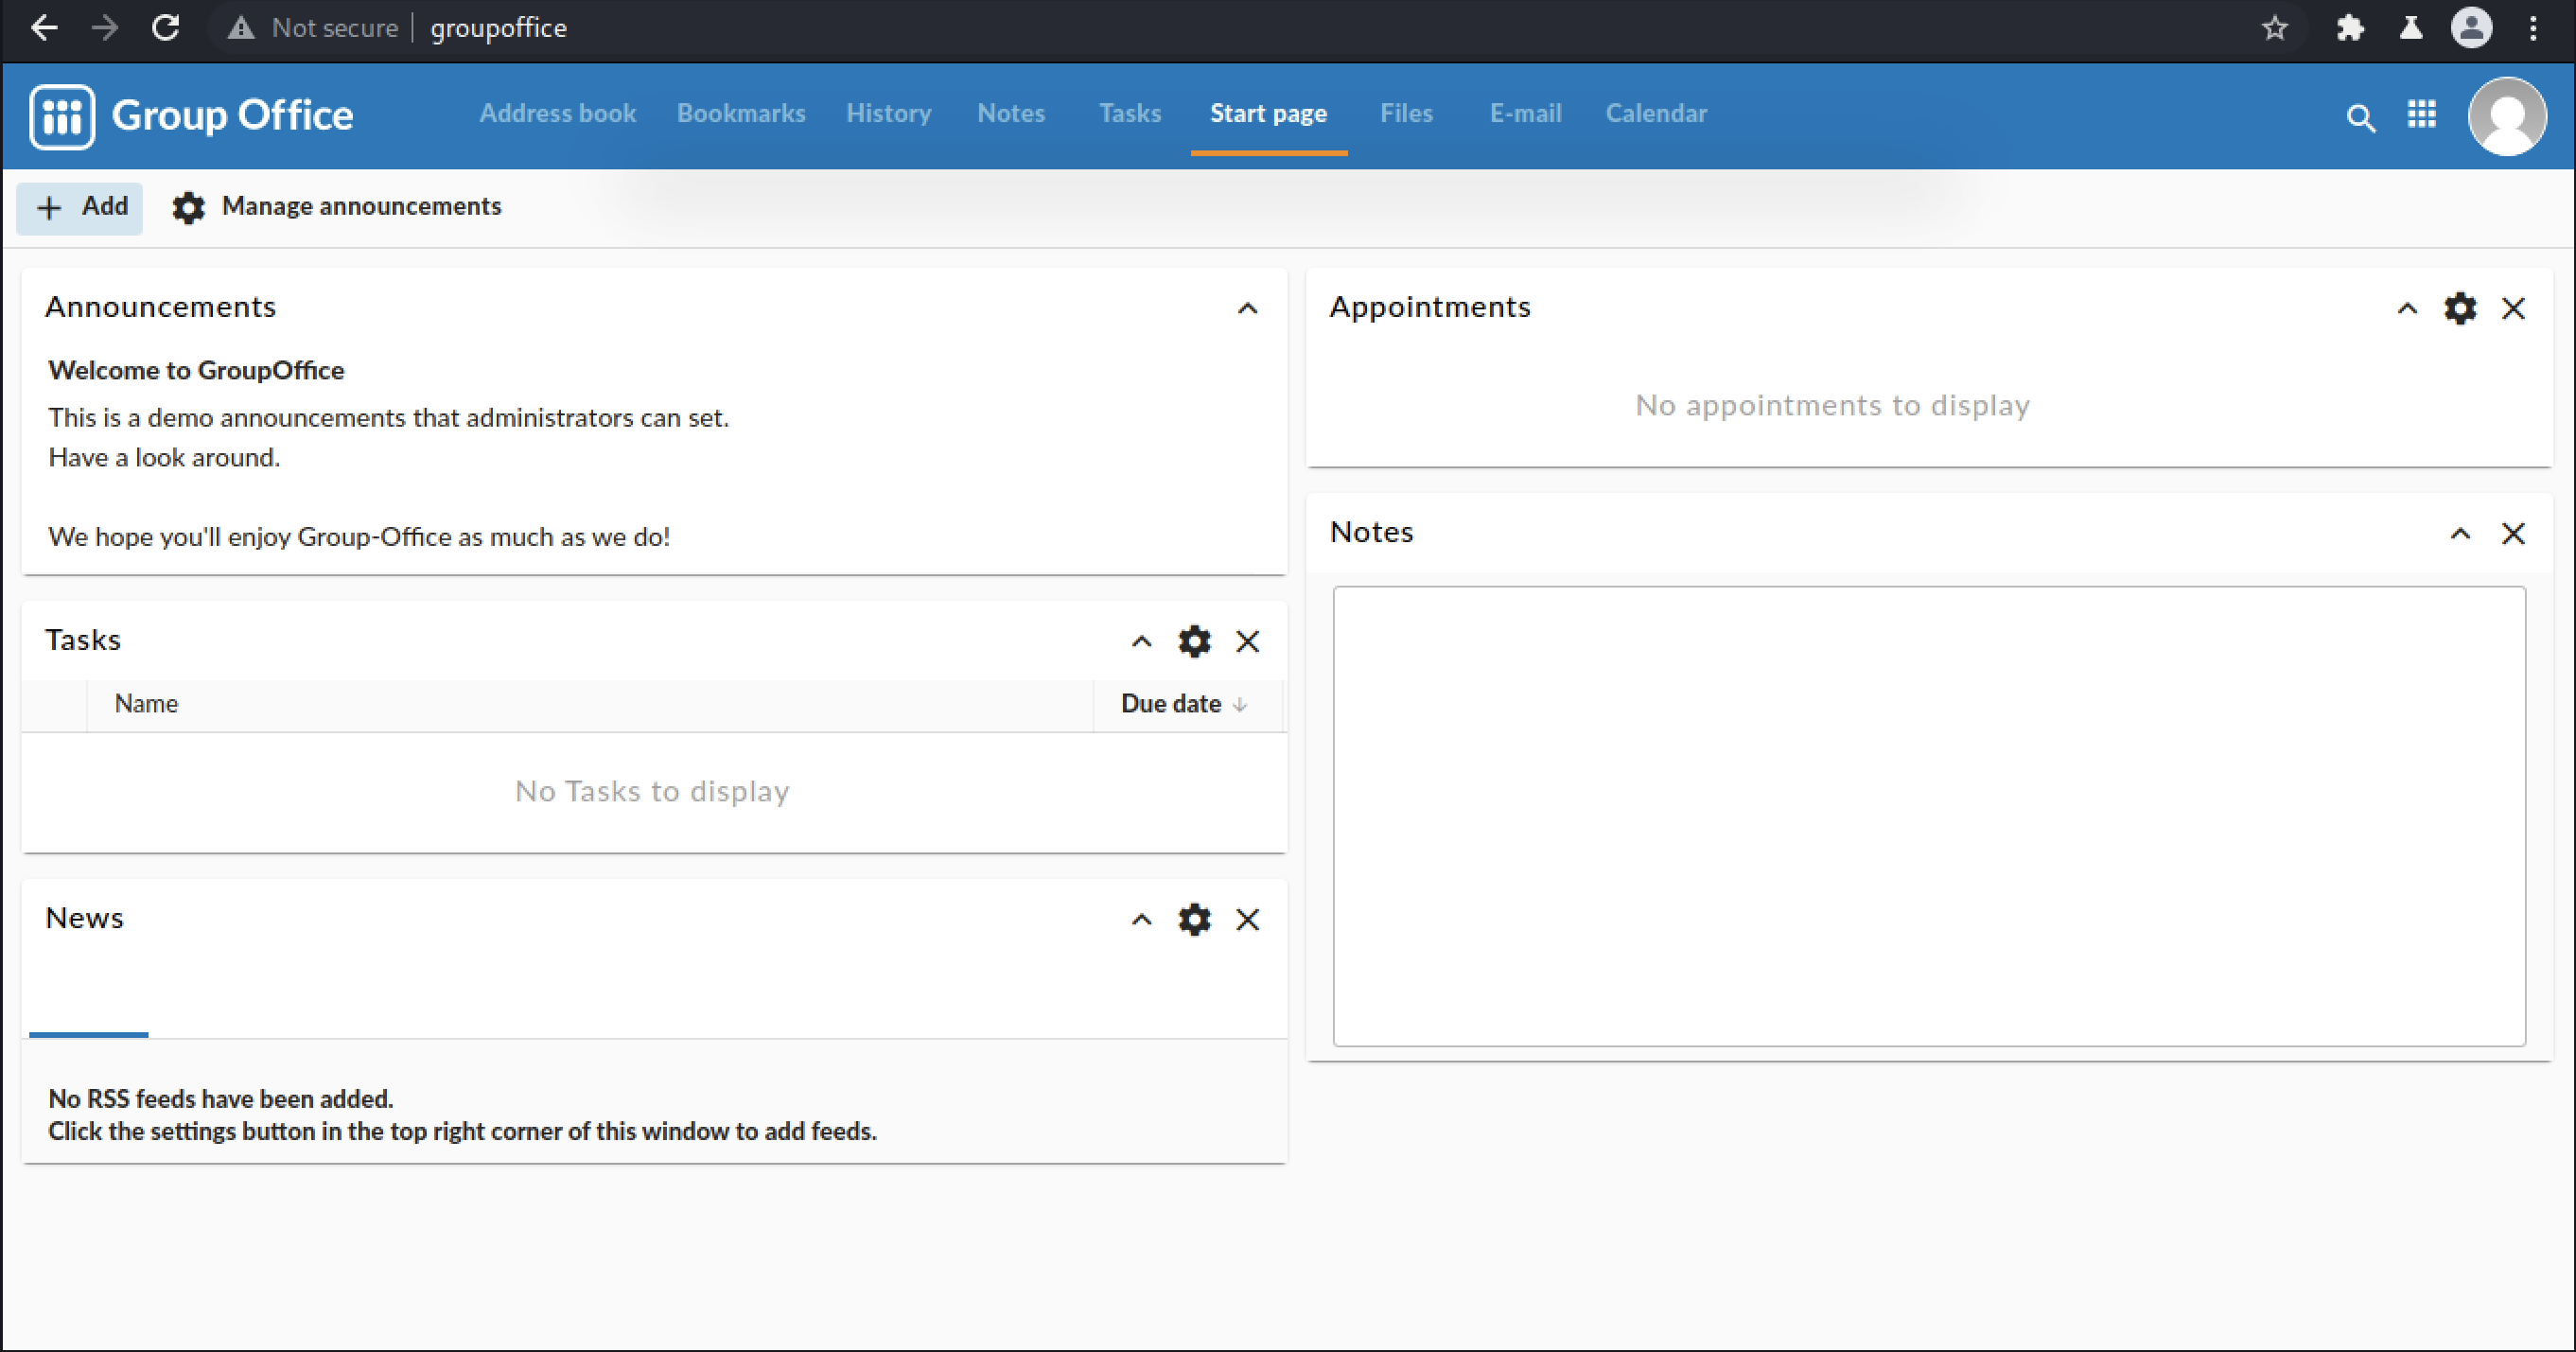 Not secure groupoffice
Group Office Address book Bookmarks History Notes Tasks Start page Files E-mail Calendar
Add Manage announcements
Announcements
Welcome to GroupOffice
This is a demo announcements that administrators can set.
Have a look around.
We hope you'll enjoy Group-Office as much as we do!
Tasks
Name Due date
No Tasks to display
News
No RSS feeds have been added.
Click the settings button in the top right corner of this window to add feeds.
Appointments
No appointments to display
Notes